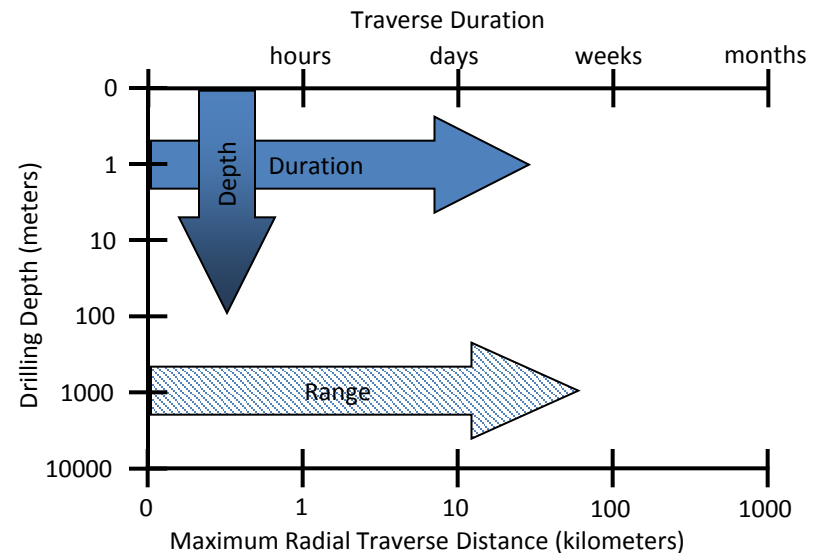 Traverse Duration
hours days weeks months
0
1
10
100
1000
10000
Drilling Depth (meters)
Depth
Duration
Range
0 1 10 100 1000
Maximum Radial Traverse Distance (kilometers)